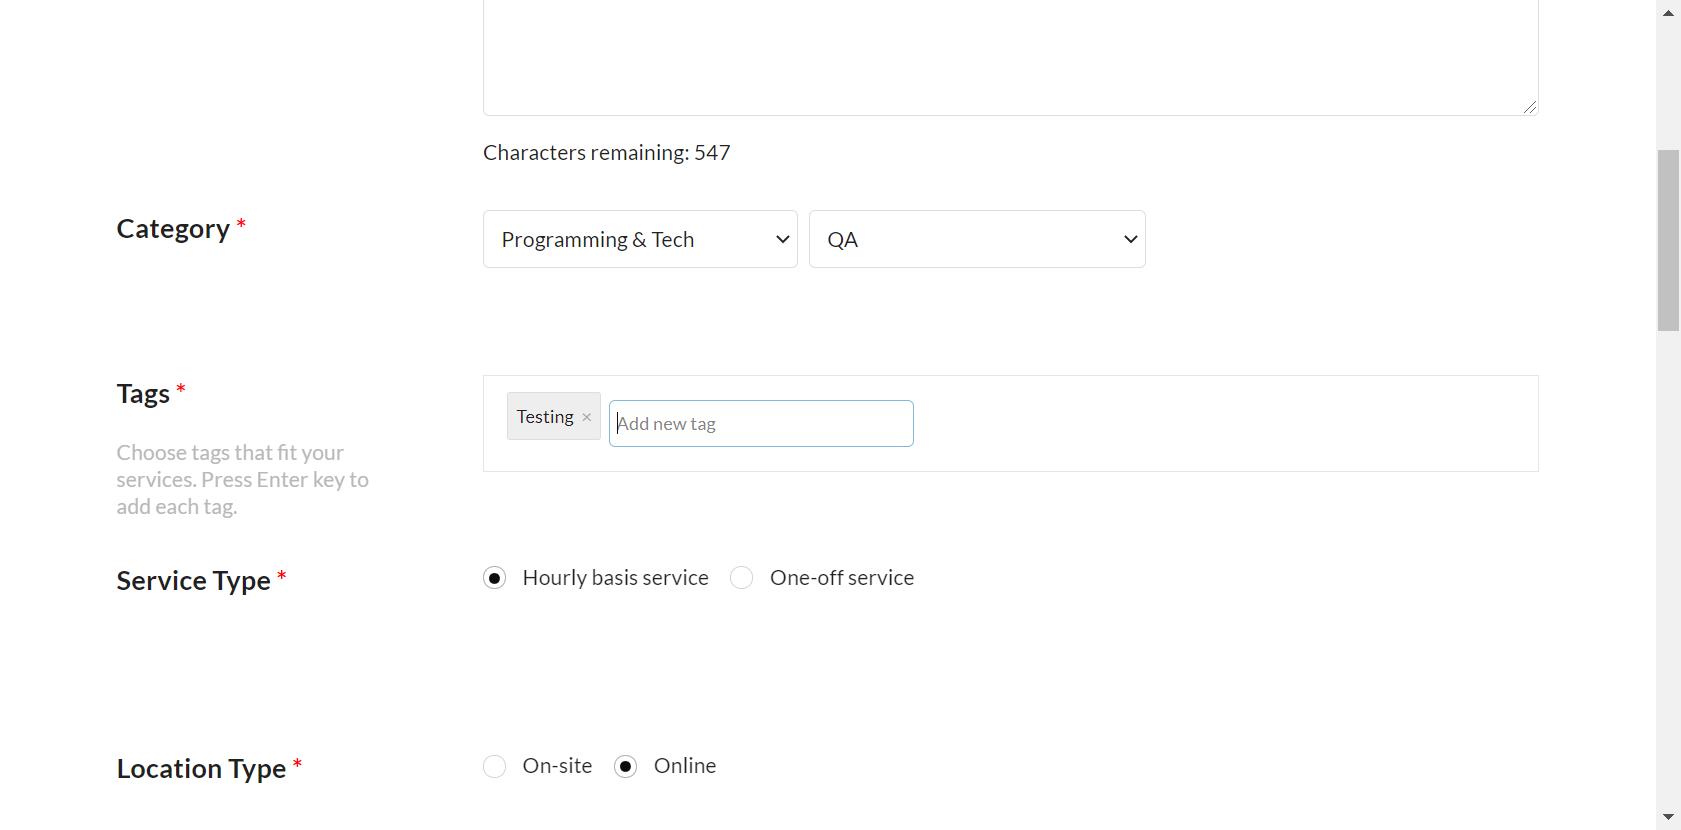 Characters remaining: 547
Category *
Programming & Tech
QA
Tags *
Testing ×
Add new tag
Choose tags that fit your
services. Press Enter key to
add each tag.
Service Type *
Hourly basis service
One-off service
Location Type *
On-site
Online